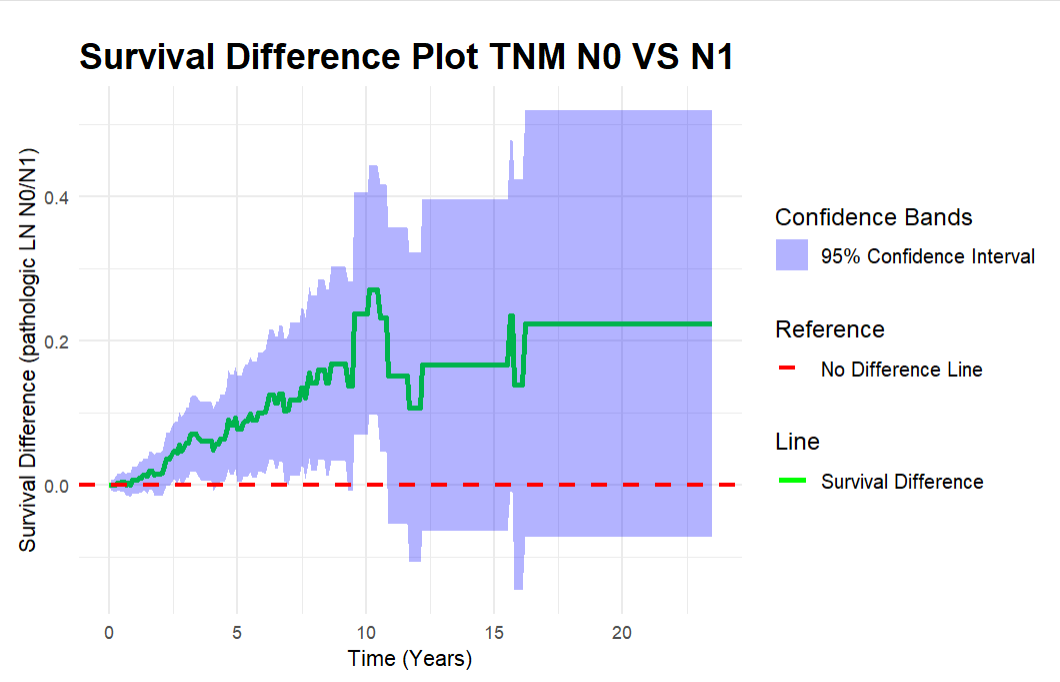 Survival Difference Plot TNM N0 VS N1
Survival Difference (pathologic LN N0/N1)
0.4
0.2
0.0
0
5
10
15
20
Time (Years)
Confidence Bands
95% Confidence Interval
Reference
No Difference Line
Line
Survival Difference